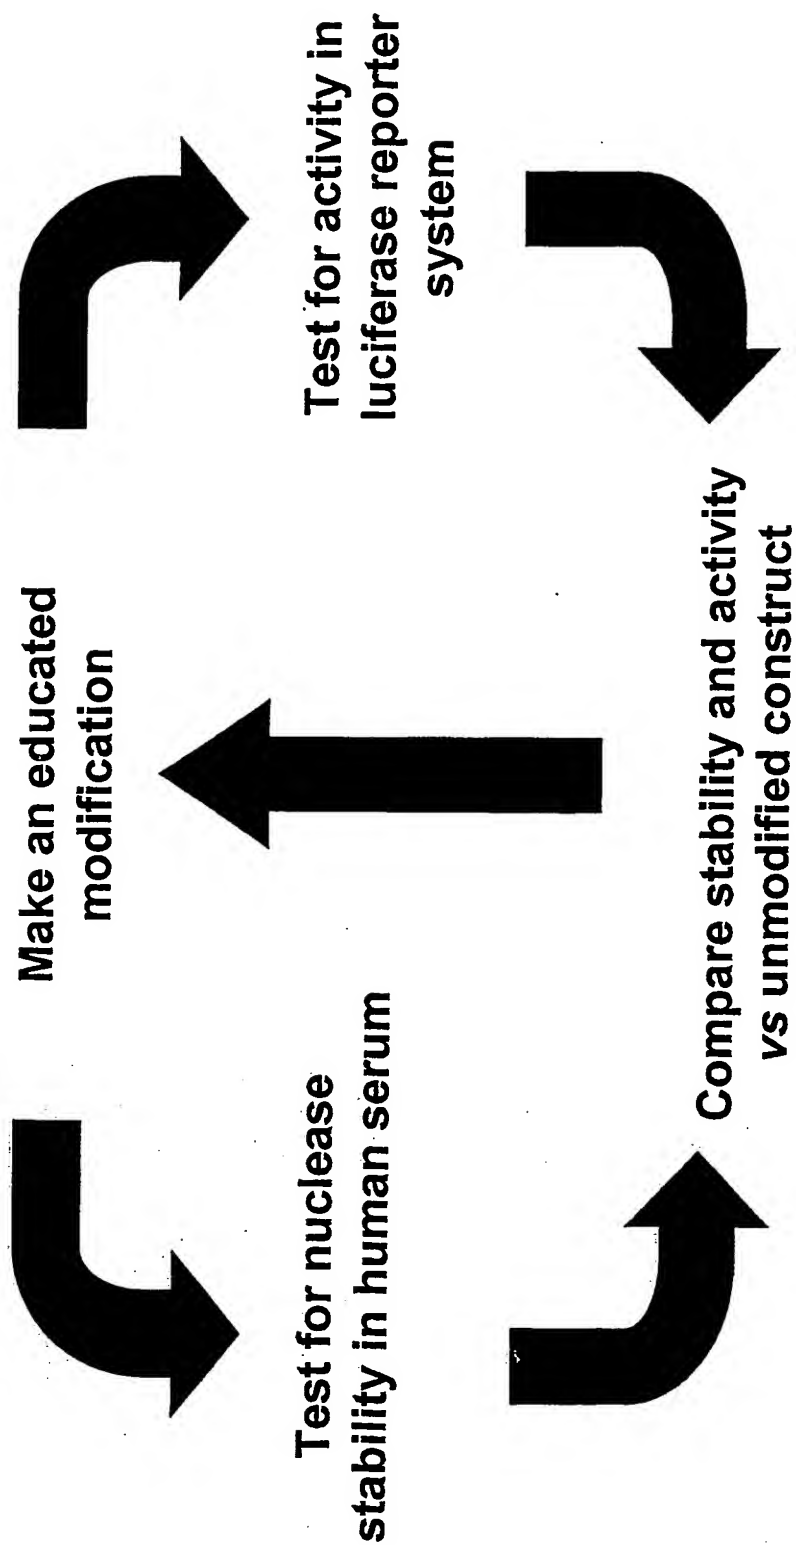 Make an educated
modification
Test for nuclease
stability in human serum
Test for activity in
luciferase reporter
system
Compare stability and activity
vs unmodified construct